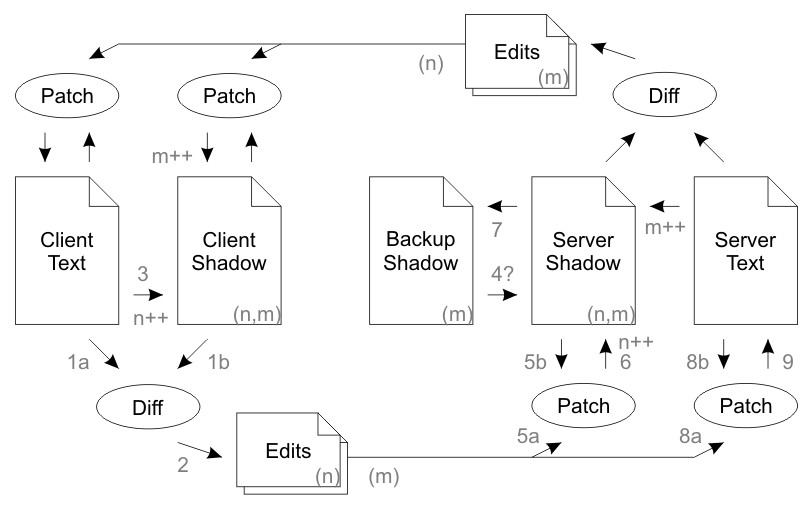 Edits
(m)
(n)
Patch
Patch
Diff
m++
Client
Text
Client
Shadow
(n,m)
Backup
Shadow
(m)
Server
Shadow
(n,m)
Server
Text
3
n++
7
4?
m++
1a
1b
5b
n++
6
8b
9
Diff
Patch
Patch
2
Edits
(n)
(m)
5a
8a